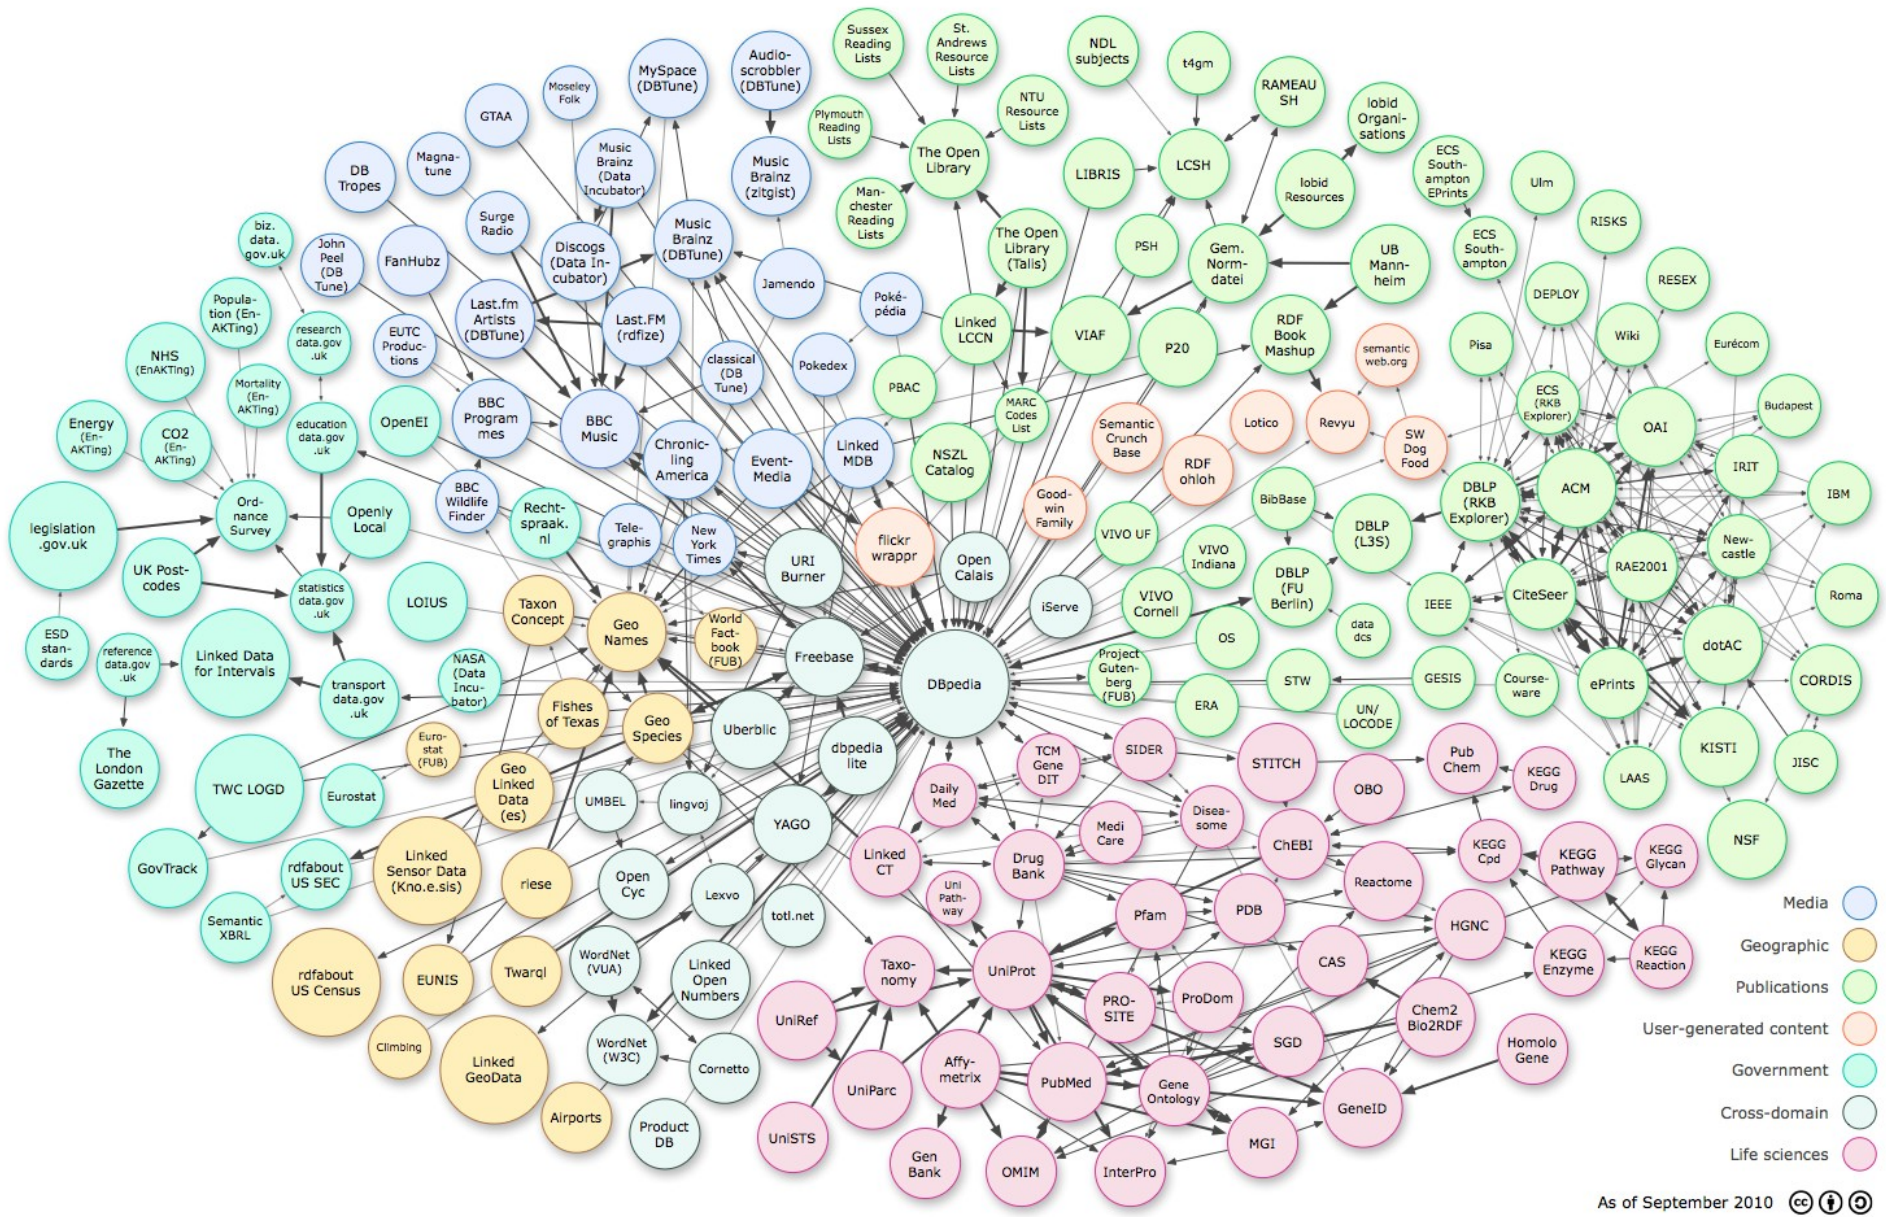 Sussex
Reading
Lists
St.
Andrews
Resource
Lists
NDL
subjects
t4gm
RAMEAU
SH
lobid
Organi-
sations
MySpace
(DBTune)
Audio-
scrobbler
(DBTune)
Moseley
Folk
GTAA
Plymouth
Reading
Lists
NTU
Resource
Lists
The Open
Library
LIBRIS
LCSH
lobid
Resources
ECS
South-
ampton
EPrints
Ulm
DB
Tropes
Magna-
tune
Music
Brainz
(Data
Incubator)
Music
Brainz
(zitgist)
Man-
chester
Reading
Lists
RISKS
biz.
data.
gov.uk
John
Peel
(DB
Tune)
FanHubz
Surge
Radio
Discogs
(Data In-
cubator)
Music
Brainz
(DBTune)
The Open
Library
(Talis)
PSH
Gem.
Norm-
datei
UB
Mann-
heim
ECS
South-
ampton
RESEX
Popula-
tion (En-
AKTing)
Last.fm
Artists
(DBTune)
Last.FM
(rdfize)
Jamendo
Poké-
pédia
Linked
LCCN
VIAF
P20
RDF
Book
Mashup
DEPLOY
Wiki
NHS
(EnAKTing)
research
data.gov
.uk
EUTC
Produc-
tions
classical
(DB
Tune)
Pokedex
PBAC
semantic
web.org
Pisa
Eurécom
Mortality
(En-
AKTing)
OpenEI
BBC
Program
mes
BBC
Music
MARC
Codes
List
Semantic
Crunch
Base
Lotico
Revyu
ECS
(RKB
Explorer)
OAI
Budapest
Energy
(En-
AKTing)
CO2
(En-
AKTing)
education
data.gov
.uk
Chronic-
ling
America
Event-
Media
Linked
MDB
NSZL
Catalog
RDF
ohloh
SW
Dog
Food
DBLP
(RKB
Explorer)
ACM
IRIT
IBM
legislation
.gov.uk
Ord-
nance
Survey
Openly
Local
BBC
Wildlife
Finder
Recht-
spraak.
nl
Tele-
graphis
New
York
Times
URI
Burner
flickr
wrappr
Open
Calais
Good-
win
Family
VIVO UF
BibBase
DBLP
(L3S)
New-
castle
UK Post-
codes
statistics
data.gov
.uk
LOIUS
Taxon
Concept
Geo
Names
World
Fact-
book
(FUB)
iServe
VIVO
Indiana
VIVO
Cornell
DBLP
(FU
Berlin)
IEEE
CiteSeer
RAE2001
Roma
ESD
stan-
dards
reference
data.gov
.uk
Linked Data
for Intervals
transport
data.gov
.uk
NASA
(Data
Incu-
bator)
Freebase
DBpedia
Project
Guten-
berg
(FUB)
OS
data
dcs
STW
GESIS
Course-
ware
ePrints
dotAC
CORDIS
The
London
Gazette
Fishes
of Texas
Geo
Species
Uberblic
dbpedia
lite
ERA
UN/
LOCODE
KISTI
JISC
LAAS
TWC LOGD
Euro-
stat
(FUB)
Eurostat
Geo
Linked
Data
(es)
UMBEL
lingvoj
YAGO
Daily
Med
TCM
Gene
DIT
SIDER
STITCH
Pub
Chem
KEGG
Drug
OBO
Medi
Care
Disea-
some
ChEBI
NSF
GovTrack
rdfabout
US SEC
Linked
Sensor Data
(Kno.e.sis)
riese
Open
Cyc
Lexvo
totl.net
Linked
CT
Drug
Bank
Uni
Path-
way
Pfam
PDB
Reactome
KEGG
Cpd
KEGG
Pathway
KEGG
Glycan
Semantic
XBRL
rdfabout
US Census
EUNIS
Twarql
WordNet
(VUA)
Linked
Open
Numbers
Taxo-
nomy
UniProt
PRO-
SITE
ProDom
CAS
HGNC
KEGG
Enzyme
KEGG
Reaction
Climbing
Linked
GeoData
WordNet
(W3C)
Cornetto
UniRef
UniParc
Affy-
metrix
PubMed
Gene
Ontology
SGD
Chem2
Bio2RDF
Homolo
Gene
Airports
Product
DB
UniSTS
Gen
Bank
OMIM
InterPro
MGI
GeneID
Media
Geographic
Publications
User-generated content
Government
Cross-domain
Life sciences
As of September 2010
cc